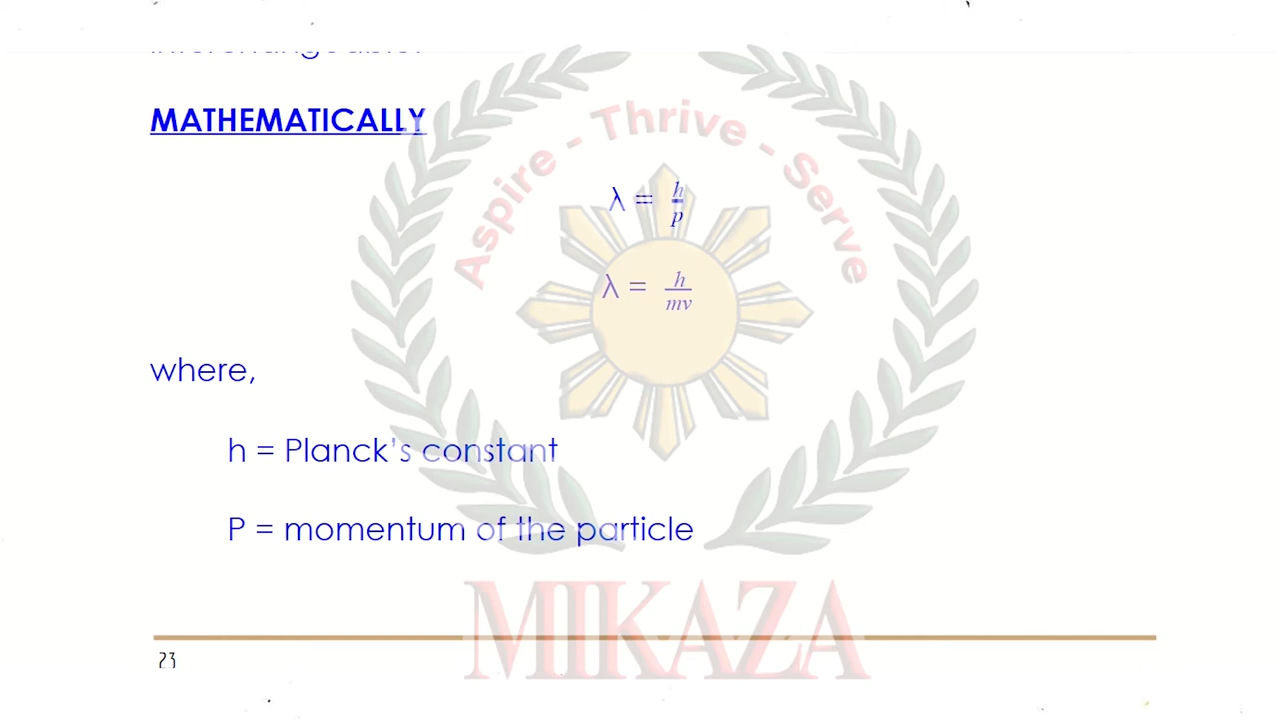 MATHEMATICALLY
Aspire - Thrive - Serve
λ = h/p
λ = h/mv
where,
h = Planck's constant
P = momentum of the particle
MIKAZA
23